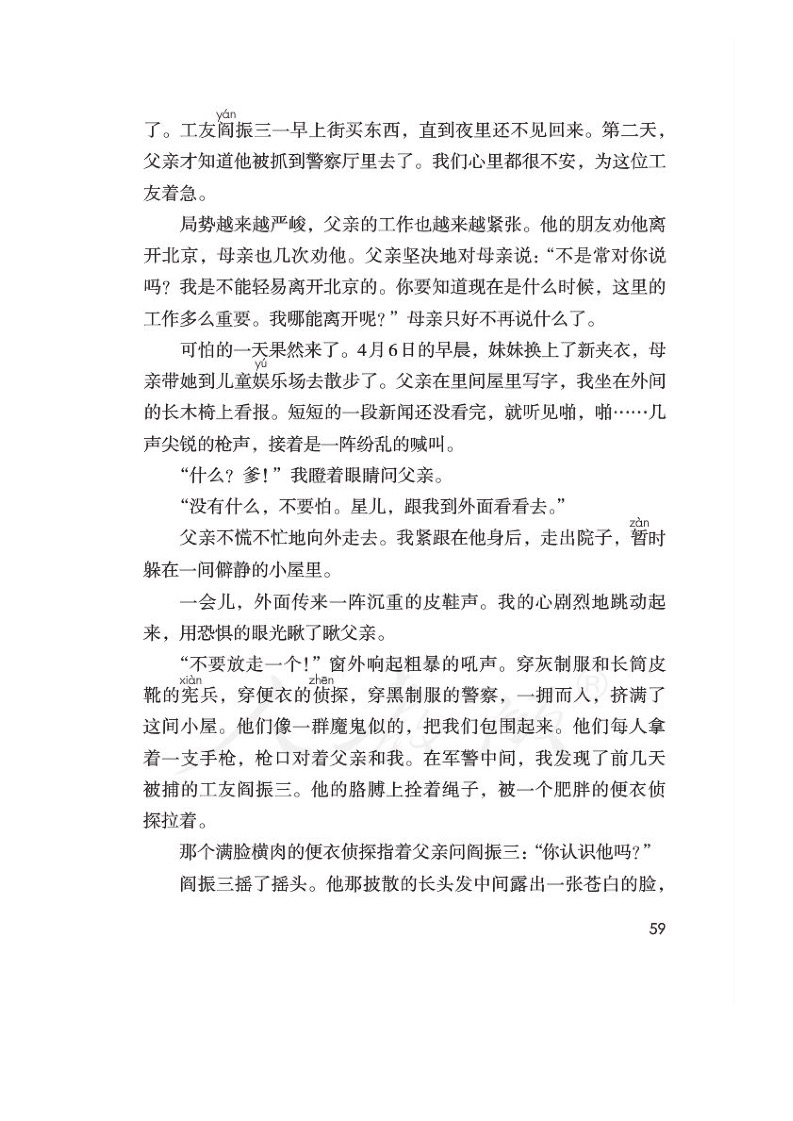 yán
了。工友阎振三一早上街买东西，直到夜里还不见回来。第二天，
父亲才知道他被抓到警察厅里去了。我们心里都很不安，为这位工
友着急。
局势越来越严峻，父亲的工作也越来越紧张。他的朋友劝他离
开北京，母亲也几次劝他。父亲坚决地对母亲说：“不是常对你说
吗？我是不能轻易离开北京的。你要知道现在是什么时候，这里的
工作多么重要。我哪能离开呢？”母亲只好不再说什么了。
可怕的一天果然来了。4月6日的早晨，妹妹换上了新夹衣，母
yú
亲带她到儿童娱乐场去散步了。父亲在里间屋里写字，我坐在外间
的长木椅上看报。短短的一段新闻还没看完，就听见啪，啪……几
声尖锐的枪声，接着是一阵纷乱的喊叫。
“什么？爹！”我瞪着眼睛问父亲。
“没有什么，不要怕。星儿，跟我到外面看看去。”
zàn
父亲不慌不忙地向外走去。我紧跟在他身后，走出院子，暂时
躲在一间僻静的小屋里。
一会儿，外面传来一阵沉重的皮鞋声。我的心剧烈地跳动起
来，用恐惧的眼光瞅了瞅父亲。
“不要放走一个！”窗外响起粗暴的吼声。穿灰制服和长筒皮
xiàn zhēn
靴的宪兵，穿便衣的侦探，穿黑制服的警察，一拥而入，挤满了
这间小屋。他们像一群魔鬼似的，把我们包围起来。他们每人拿
着一支手枪，枪口对着父亲和我。在军警中间，我发现了前几天
被捕的工友阎振三。他的胳膊上拴着绳子，被一个肥胖的便衣侦
探拉着。
那个满脸横肉的便衣侦探指着父亲问阎振三：“你认识他吗？”
阎振三摇了摇头。他那披散的长头发中间露出一张苍白的脸，
59